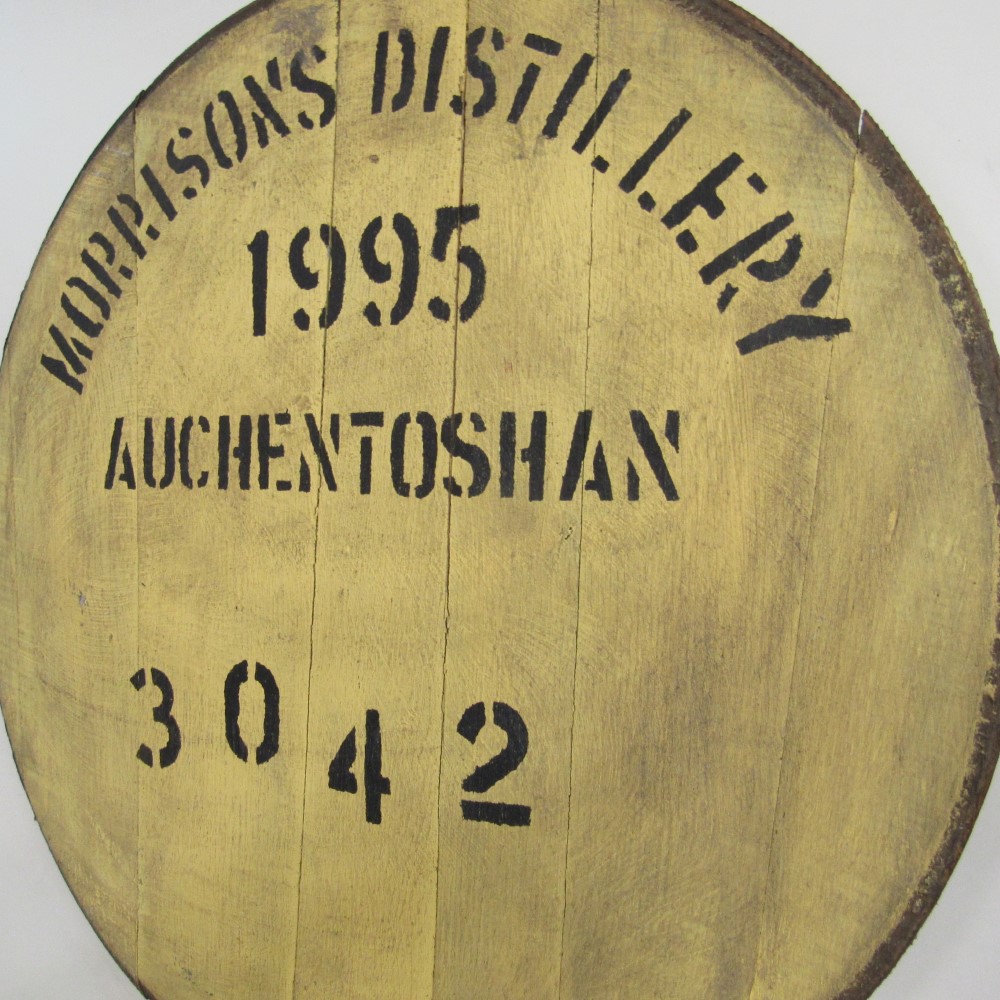 MORRISONS DISTILLERY
1995
AUCHENTOSHAN
3042